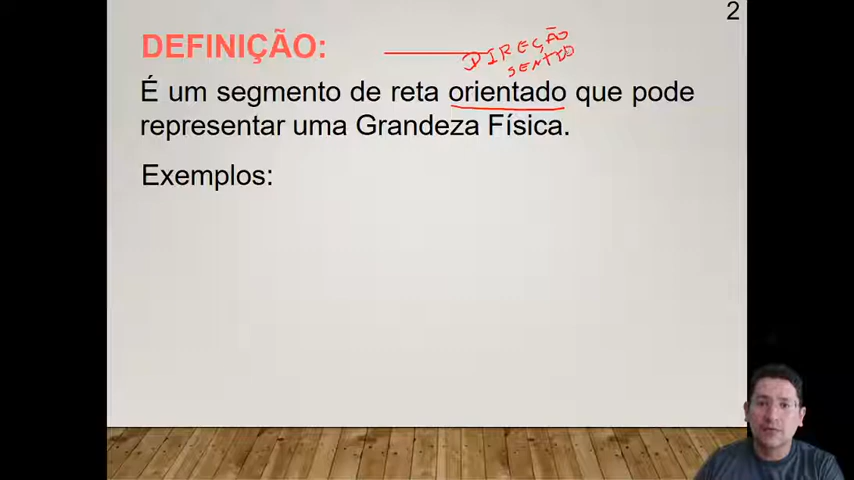 2
DEFINIÇÃO:
DIREÇÃO
SENTIDO
É um segmento de reta orientado que pode
representar uma Grandeza Física.
Exemplos: